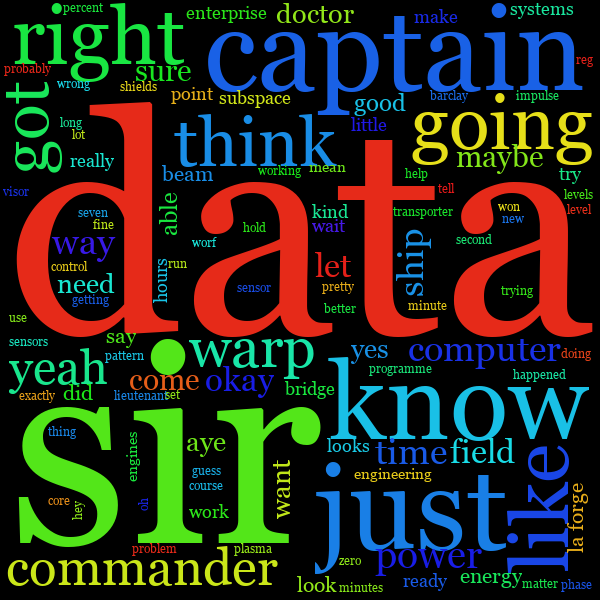 percent
enterprise
doctor
make
systems
right
captain
probably
sure
reg
wrong
shields
point
subspace
good
barclay
impulse
got
long
lot
think
little
going
really
beam
working
mean
maybe
help
try
visor
data
able
seven
fine
kind
transporter
tell
won
new
levels
level
way
worf
hold
wait
second
control
run
hours
let
ship
need
sensor
pretty
trying
getting
minute
use
better
say
sensors
pattern
warp
yes
computer
doing
yeah
come
okay
programme
happened
exactly
did
lieutenant
set
bridge
sir
know
thing
engines
aye
looks
time
field
like
guess
want
engineering
course
just
la forge
core
hey
oh
work
problem
plasma
power
zero
commander
look
minutes
ready
energy
matter
phase